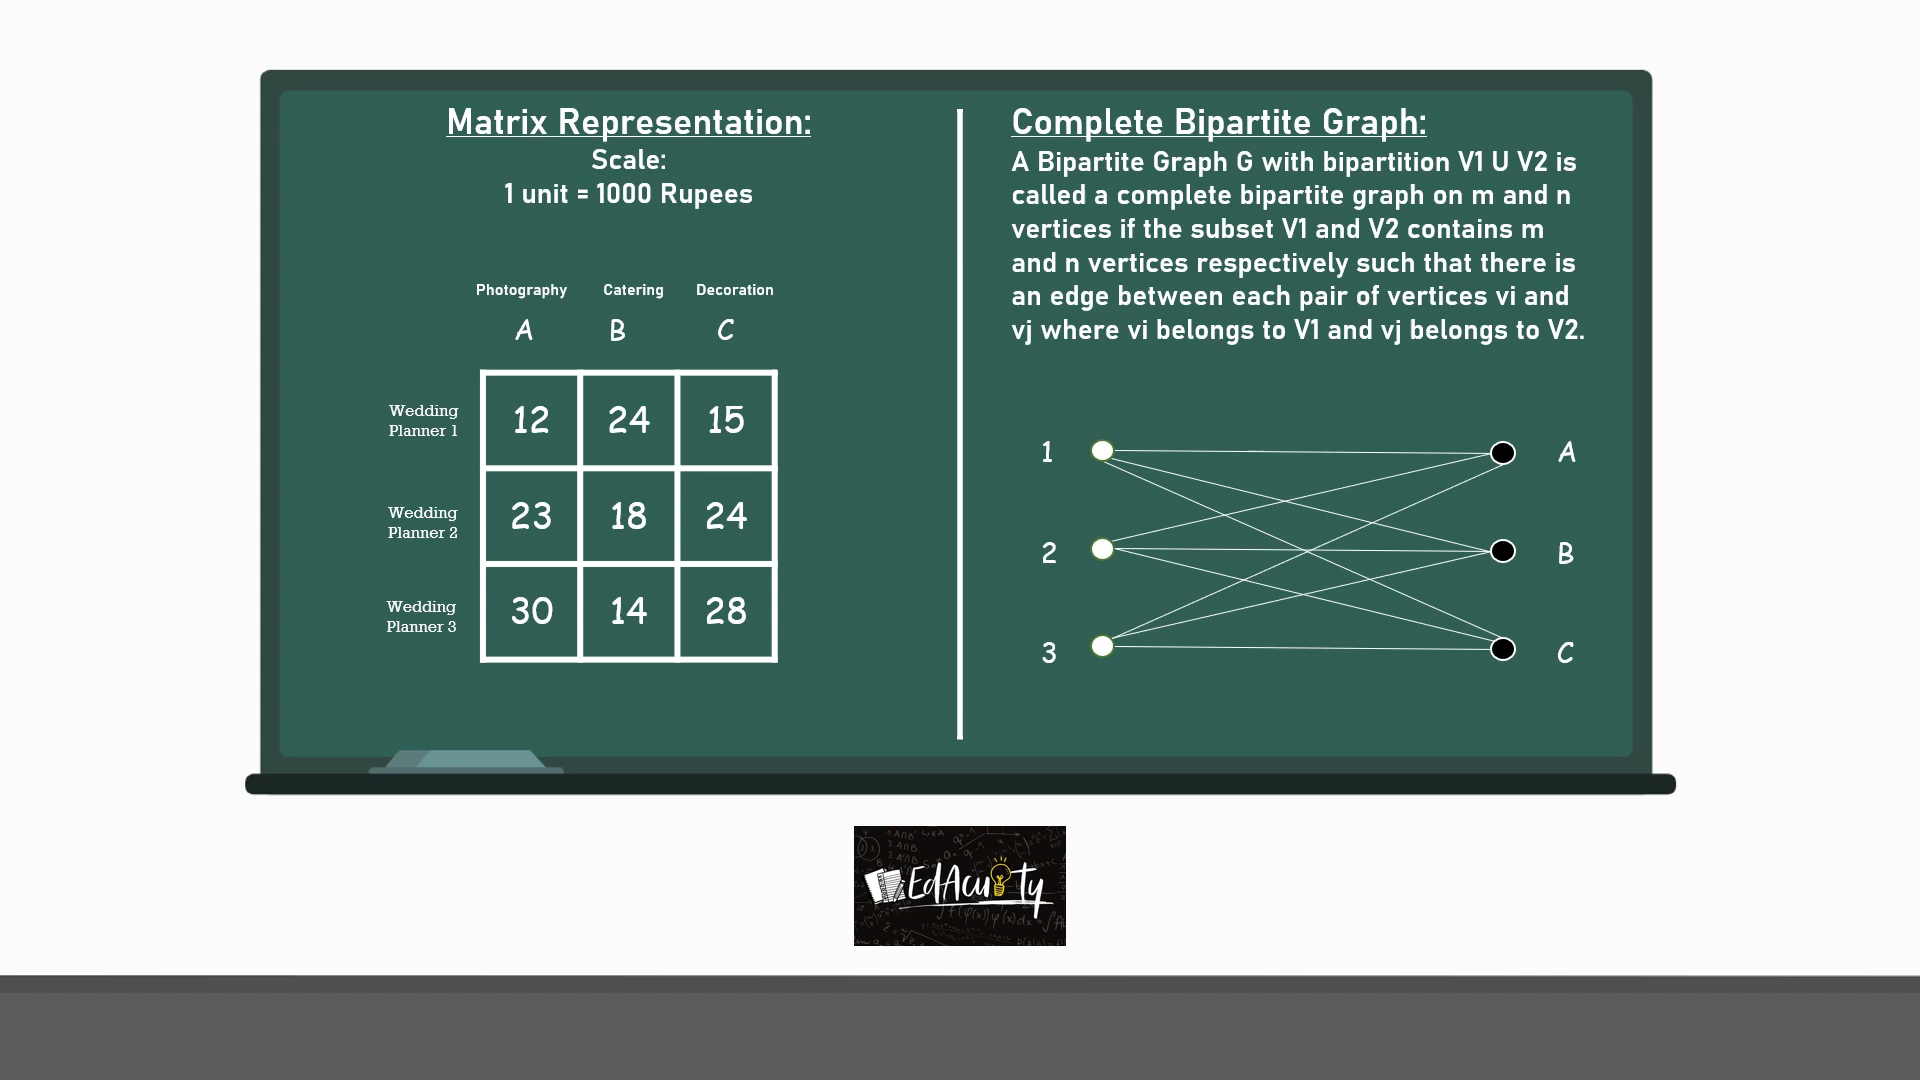 Matrix Representation:
Scale:
1 unit = 1000 Rupees
Photography Catering Decoration
A B C
Wedding
Planner 1
12 24 15
Wedding
Planner 2
23 18 24
Wedding
Planner 3
30 14 28
Complete Bipartite Graph:
A Bipartite Graph G with bipartition V1 U V2 is
called a complete bipartite graph on m and n
vertices if the subset V1 and V2 contains m
and n vertices respectively such that there is
an edge between each pair of vertices vi and
vj where vi belongs to V1 and vj belongs to V2.
1 A
2 B
3 C
EdAcuity